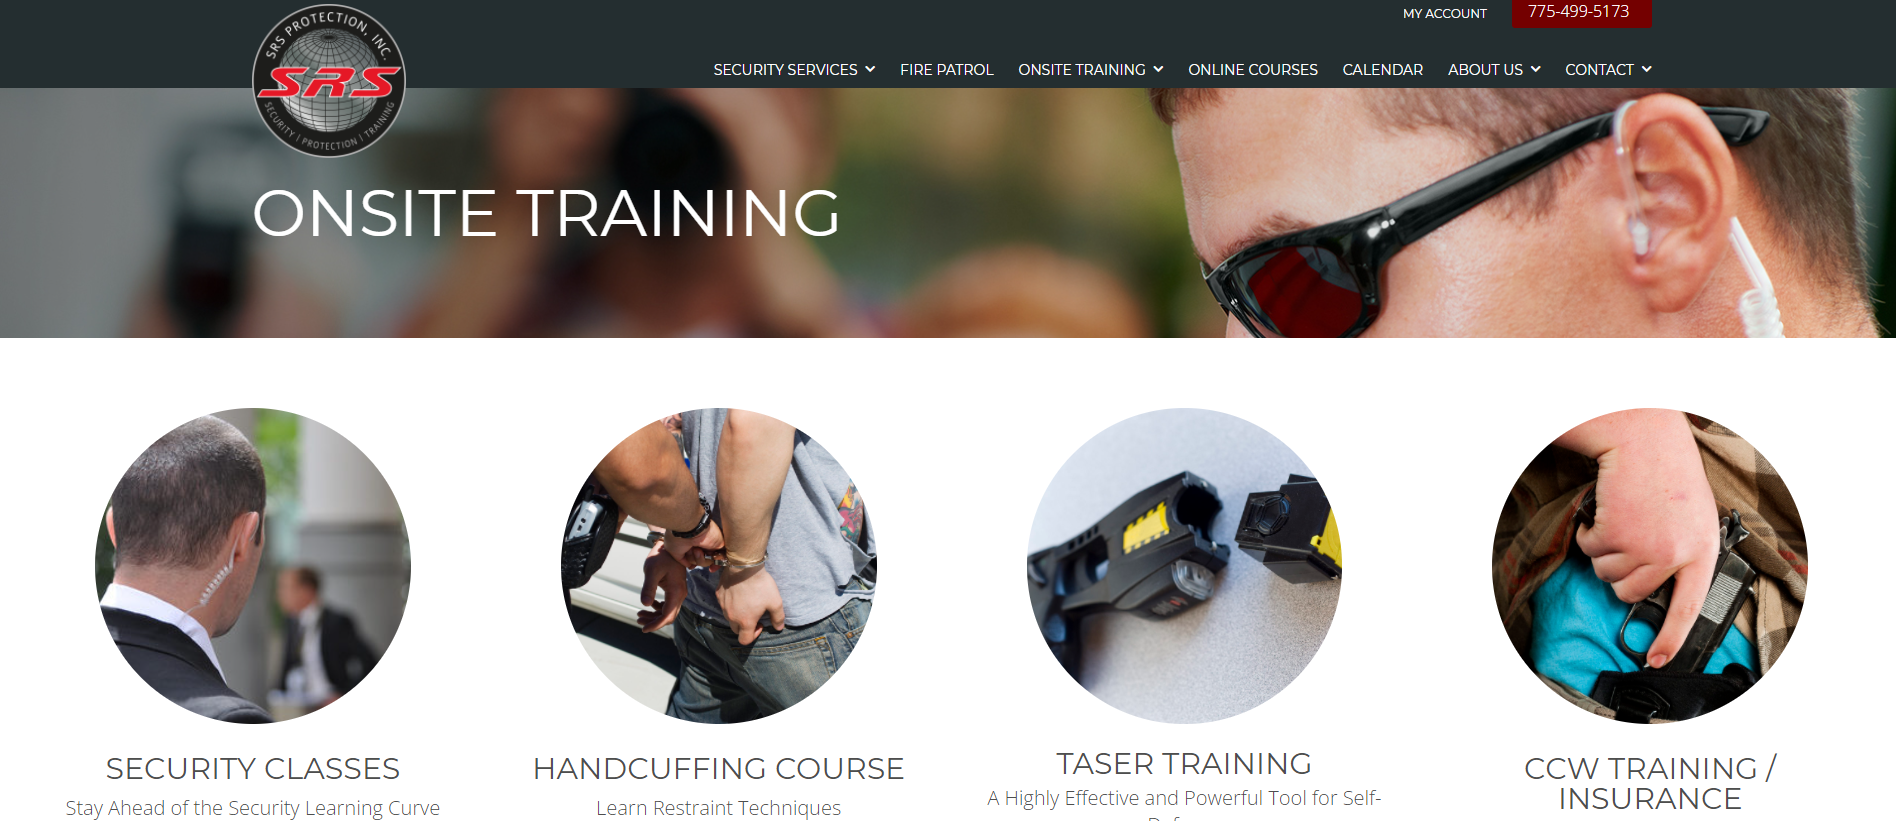 SRS PROTECTION, INC.
SRS
SECURITY | PROTECTION | TRAINING
MY ACCOUNT
775-499-5173
SECURITY SERVICES
FIRE PATROL
ONSITE TRAINING
ONLINE COURSES
CALENDAR
ABOUT US
CONTACT
ONSITE TRAINING
SECURITY CLASSES
Stay Ahead of the Security Learning Curve
HANDCUFFING COURSE
Learn Restraint Techniques
TASER TRAINING
A Highly Effective and Powerful Tool for Self-
CCW TRAINING /
INSURANCE